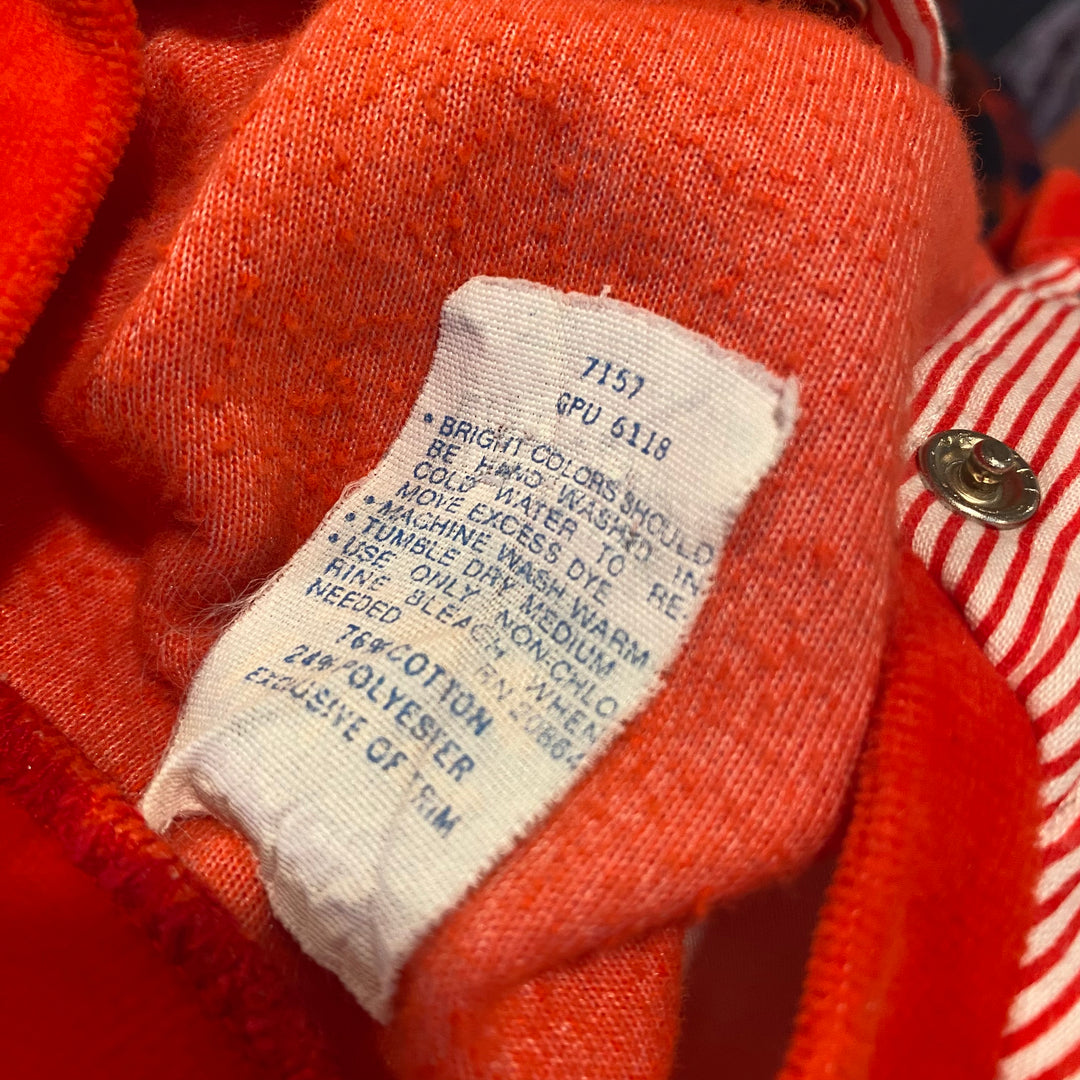 7157
GPU 6118
• BRIGHT COLORS SHOULD
BE HAND WASHED IN
COLD WATER TO RE-
MOVE EXCESS DYE
• MACHINE WASH WARM
• TUMBLE DRY MEDIUM
• USE ONLY NON-CHLO
RINE BLEACH WHEN
NEEDED RN 20864
76% COTTON
24% POLYESTER
EXCLUSIVE OF TRIM